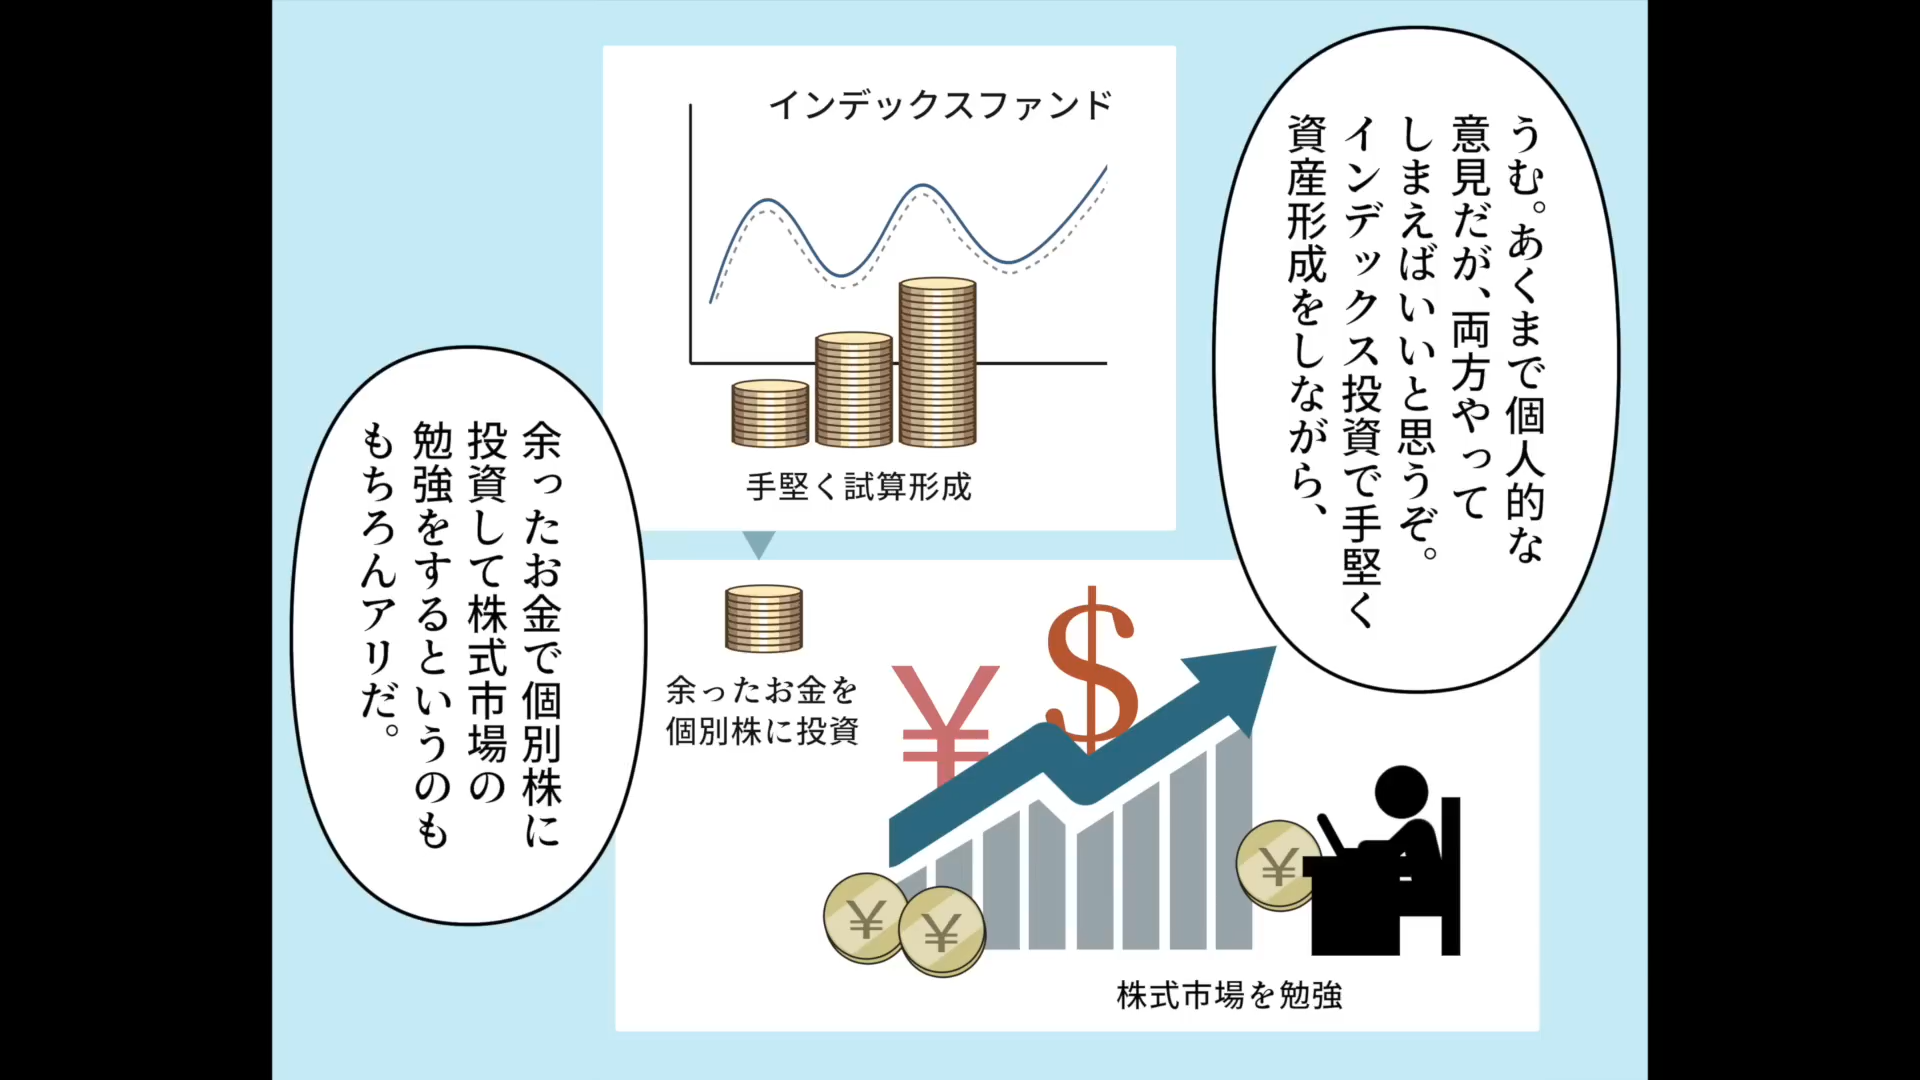 うむ。あくまで個人的な
意見だが、両方やって
しまえばいいと思うぞ。
インデックス投資で手堅く
資産形成をしながら、
インデックスファンド
手堅く試算形成
余ったお金で個別株に
投資して株式市場の
勉強をするというのも
もちろんアリだ。
余ったお金を
個別株に投資
¥
$
¥
¥
¥
株式市場を勉強